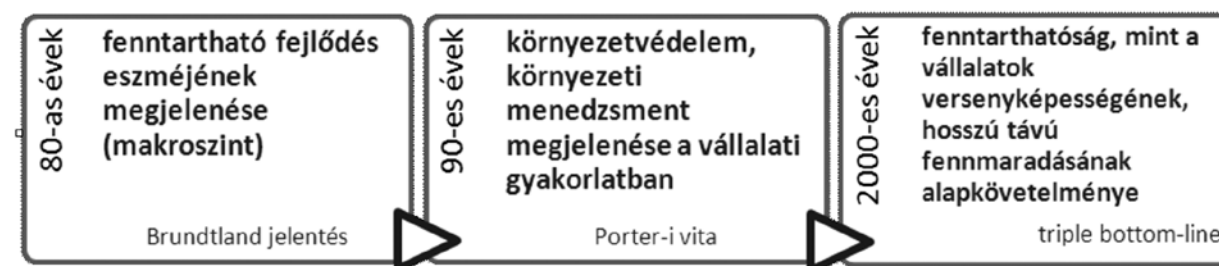 80-as évek
fenntartható fejlődés
eszméjének
megjelenése
(makroszint)
Brundtland jelentés
90-es évek
környezetvédelem,
környezeti
menedzsment
megjelenése a vállalati
gyakorlatban
Porter-i vita
2000-es évek
fenntarthatóság, mint a
vállalatok
versenyképességének,
hosszú távú
fennmaradásának
alapkövetelménye
triple bottom-line